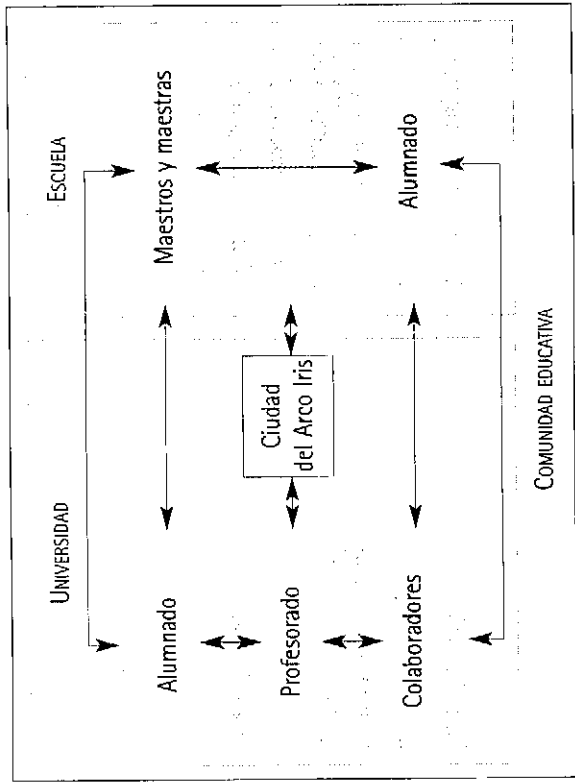 UNIVERSIDAD
ESCUELA
Alumnado
Maestros y maestras
Profesorado
Ciudad
del Arco Iris
Colaboradores
Alumnado
COMUNIDAD EDUCATIVA